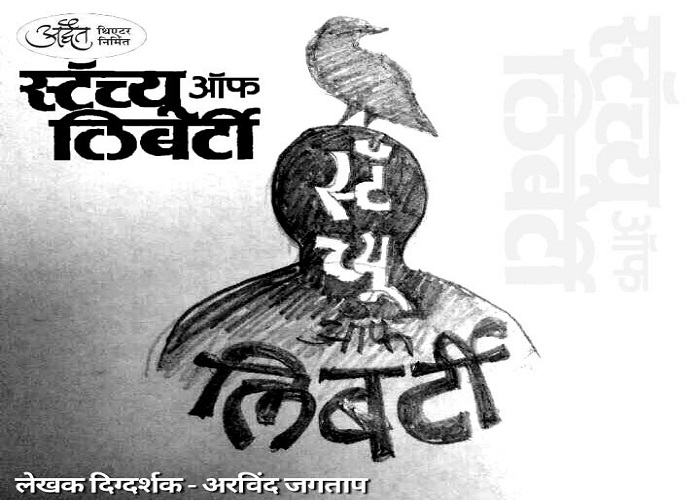 अद्वैत थिएटर
निर्मित
स्टॅच्यू ऑफ
लिबर्टी
स्टॅ
च्यू
ऑफ
लिबर्टी
स्टॅच्यू ऑफ
लिबर्टी
लेखक दिग्दर्शक - अरविंद जगताप